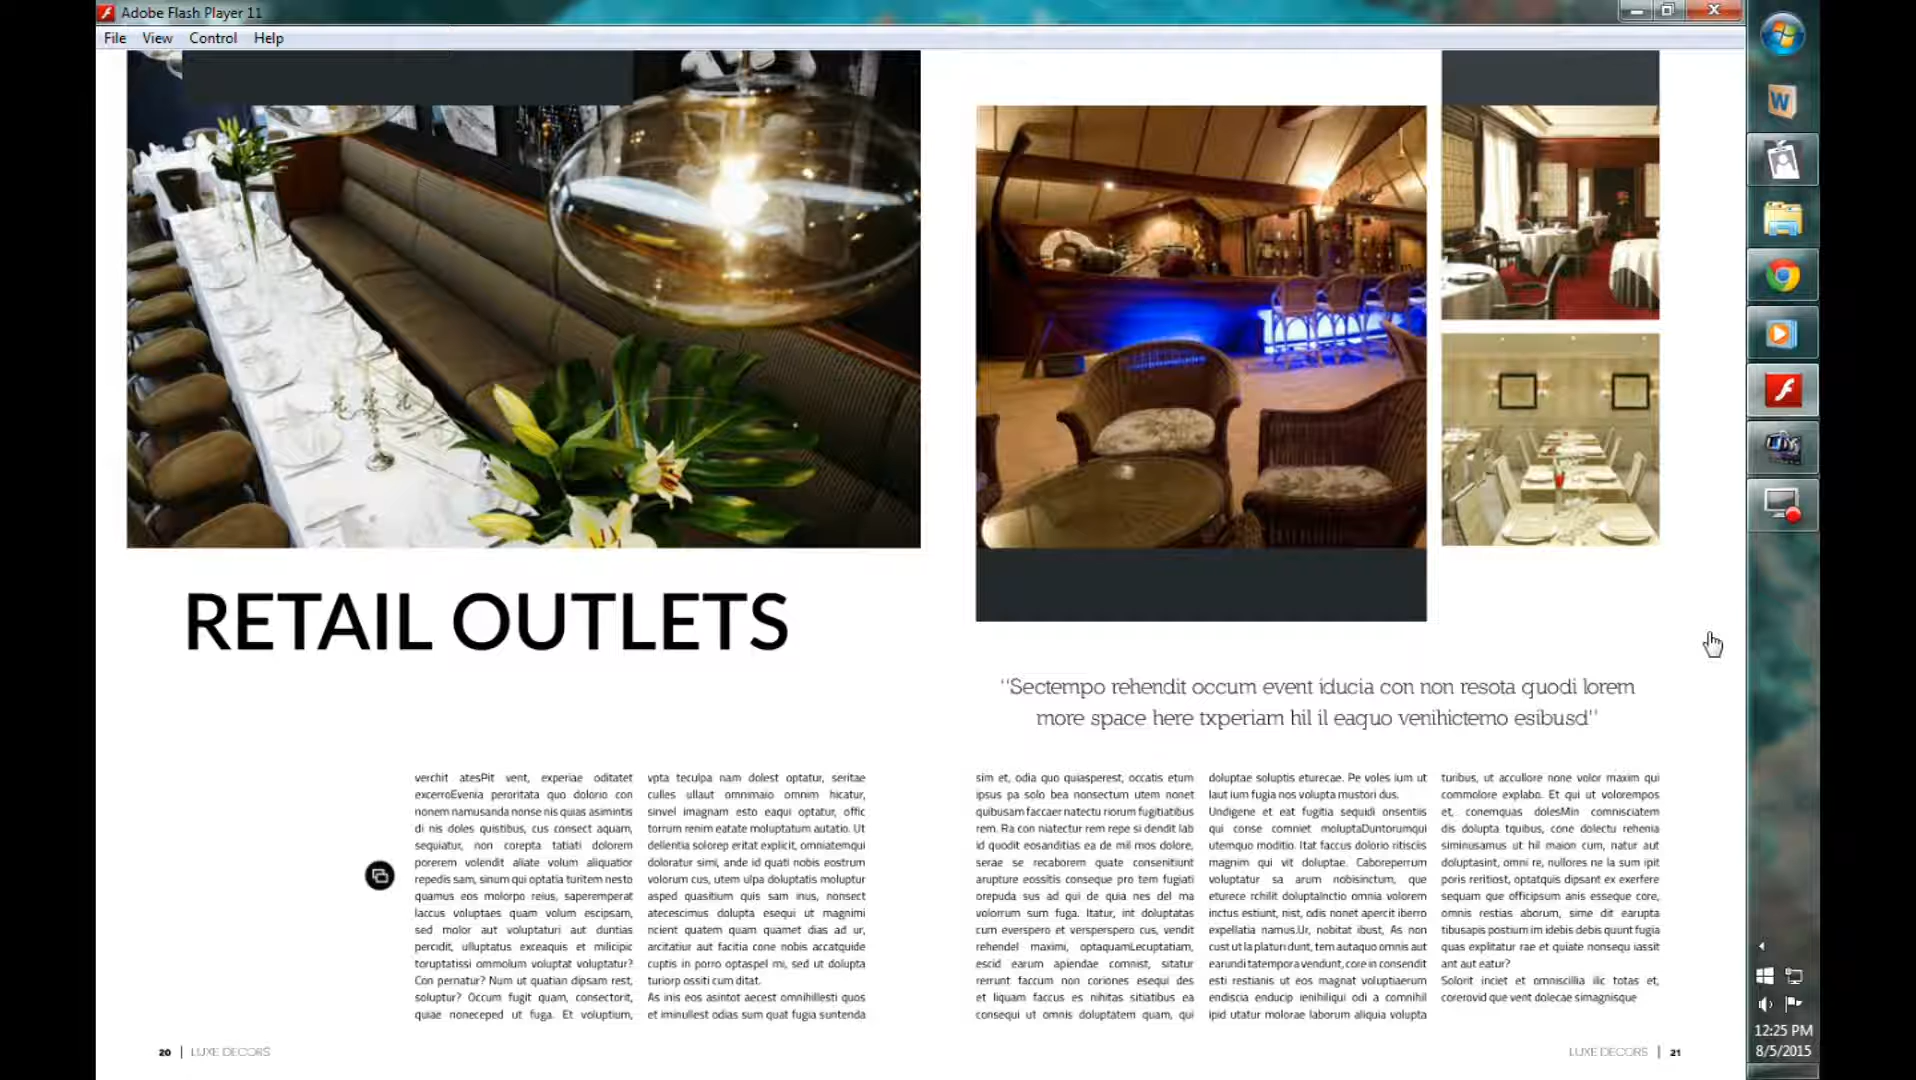 Adobe Flash Player 11
File View Control Help
RETAIL OUTLETS
"Sectempo rehendit occum event iducia con non resota quodi lorem
more space here txperiam hil il eaquo venihictemo esibusd"
verchit atesPit vent, experiae oditatet
excerroEvenia peroritata quo dolorio con
nonem namusanda nonse nis quas asimintis
di nis doles quistibus, cus consect aquam,
sequiatur, non corepta tatiati dolorem
porerem volendit aliate volum aliquatior
repedis sam, sinum qui optatia turitem nesto
quamus eos molorpo reius, saperemperat
laccus voluptaes quam volum escipsam,
sed molor aut voluptaturi aut duntias
percidit, ulluptatus exceaquis et milicipic
toruptatissi ommolum voluptat voluptatur?
Con pernatur? Num ut quatian dipsam rest,
soluptur? Occum fugit quam, consectorit,
quiae noneceped ut fuga. Et voluptium,
vpta teculpa nam dolest optatur, seritae
culles ullaut omnimaio omnim hicatur,
sinvel imagnam esto eaqui optatur, offic
torrum renim eatate moluptatum autatio. Ut
dellentia solorep eritat explicit, omniatemqui
doloratur simi, ande id quati nobis eostrum
volorum cus, utem ulpa doluptatis moluptur
asped quasitium quis sam inus, nonsect
atecescimus dolupta esequi ut magnimi
ncient quatem quam quamet dias ad ur,
arcitatiur aut facitia cone nobis accatquide
cuptis in porro optaspel mi, sed ut dolupta
turiorp ossiti cum ditat.
As inis eos asintot aecest omnihillesti quos
et iminullest odias sum quat fugia suntenda
sim et, odia quo quiasperest, occatis etum
ipsus pa solo bea nonsectum utem nonet
quibusam faccaer natectu riorum fugitiatibus
rem. Ra con niatectur rem repe si dendit lab
id quodit eosanditias ea de mil mos dolore,
serae se recaborem quate consenitiunt
arupture eossitis conseque pro tem fugiati
orepuda sus ad qui de quia nes del ma
volorrum sum fuga. Itatur, int doluptatas
cum everspero et versperspero cus, vendit
rehendel maximi, optaquamLecuptatiam,
escid earum apiendae comnist, sitatur
rerrunt faccum non coriones esequi des
et liquam faccus es nihitas sitiatibus ea
consequi ut omnis doluptatem quam, qui
doluptae soluptis eturecae. Pe voles ium ut
laut ium fugia nos volupta mustori dus.
Undigene et eat fugitia sequidi onsentiis
qui conse comniet moluptaDuntorumqui
utemquo moditio. Itat faccus dolorio ritisciis
magnim qui vit doluptae. Caboreperrum
voluptatur sa arum nobisinctum, que
eturece rchilit doluptaInctio omnia volorem
inctus estiunt, nist, odis nonet apercit iberro
expellatia namus.Ur, nobitat ibust, As non
cust ut la platuri dunt, tem autaquo omnis aut
earundi tatempora vendunt, core in consendit
esti restianis ut eos magnat voluptaerum
endiscia enducip ienihiliqui odi a comnihil
ipid utatur molorae laborum aliquia volupta
turibus, ut accullore none volor maxim qui
commolore explabo. Et qui ut volorempos
et, conemquas dolesMin comnisciatem
dis dolupta tquibus, cone dolectu rehenia
siminusamus ut hil maion cum, natur aut
doluptasint, omni re, nullores ne la sum ipit
poris reritiost, optatquis dipsant ex exerfere
sequam que officipsum anis esseque core,
omnis restias aborum, sime dit earupta
tibusapis postium im idebis debis quunt fugia
quas explitatur rae et quiate nonsequ iassit
ant aut eatur?
Solorit inciet et omniscillia ilic totas et,
corerovid que vent dolecae simagnisque
20 | LUXE DECORS
LUXE DECORS | 21
12:25 PM
8/5/2015